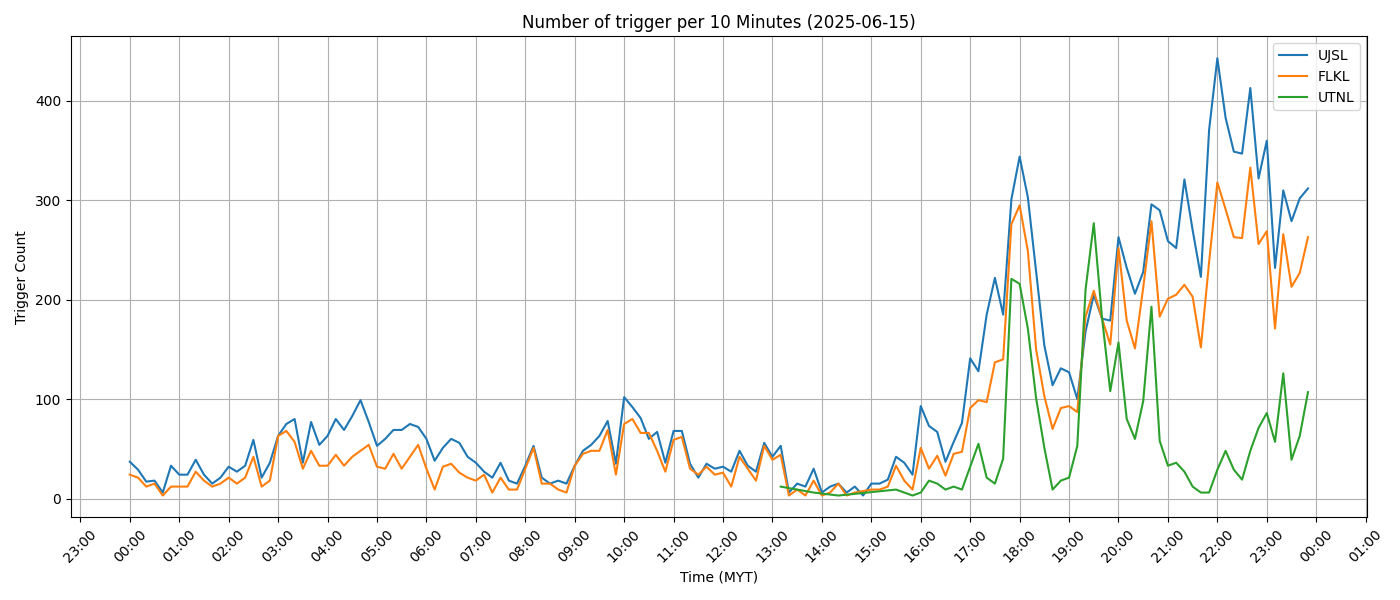 Number of trigger per 10 Minutes (2025-06-15)
UJSL
FLKL
UTNL
Trigger Count
400
300
200
100
0
23:00 00:00 01:00 02:00 03:00 04:00 05:00 06:00 07:00 08:00 09:00 10:00 11:00 12:00 13:00 14:00 15:00 16:00 17:00 18:00 19:00 20:00 21:00 22:00 23:00 00:00 01:00
Time (MYT)